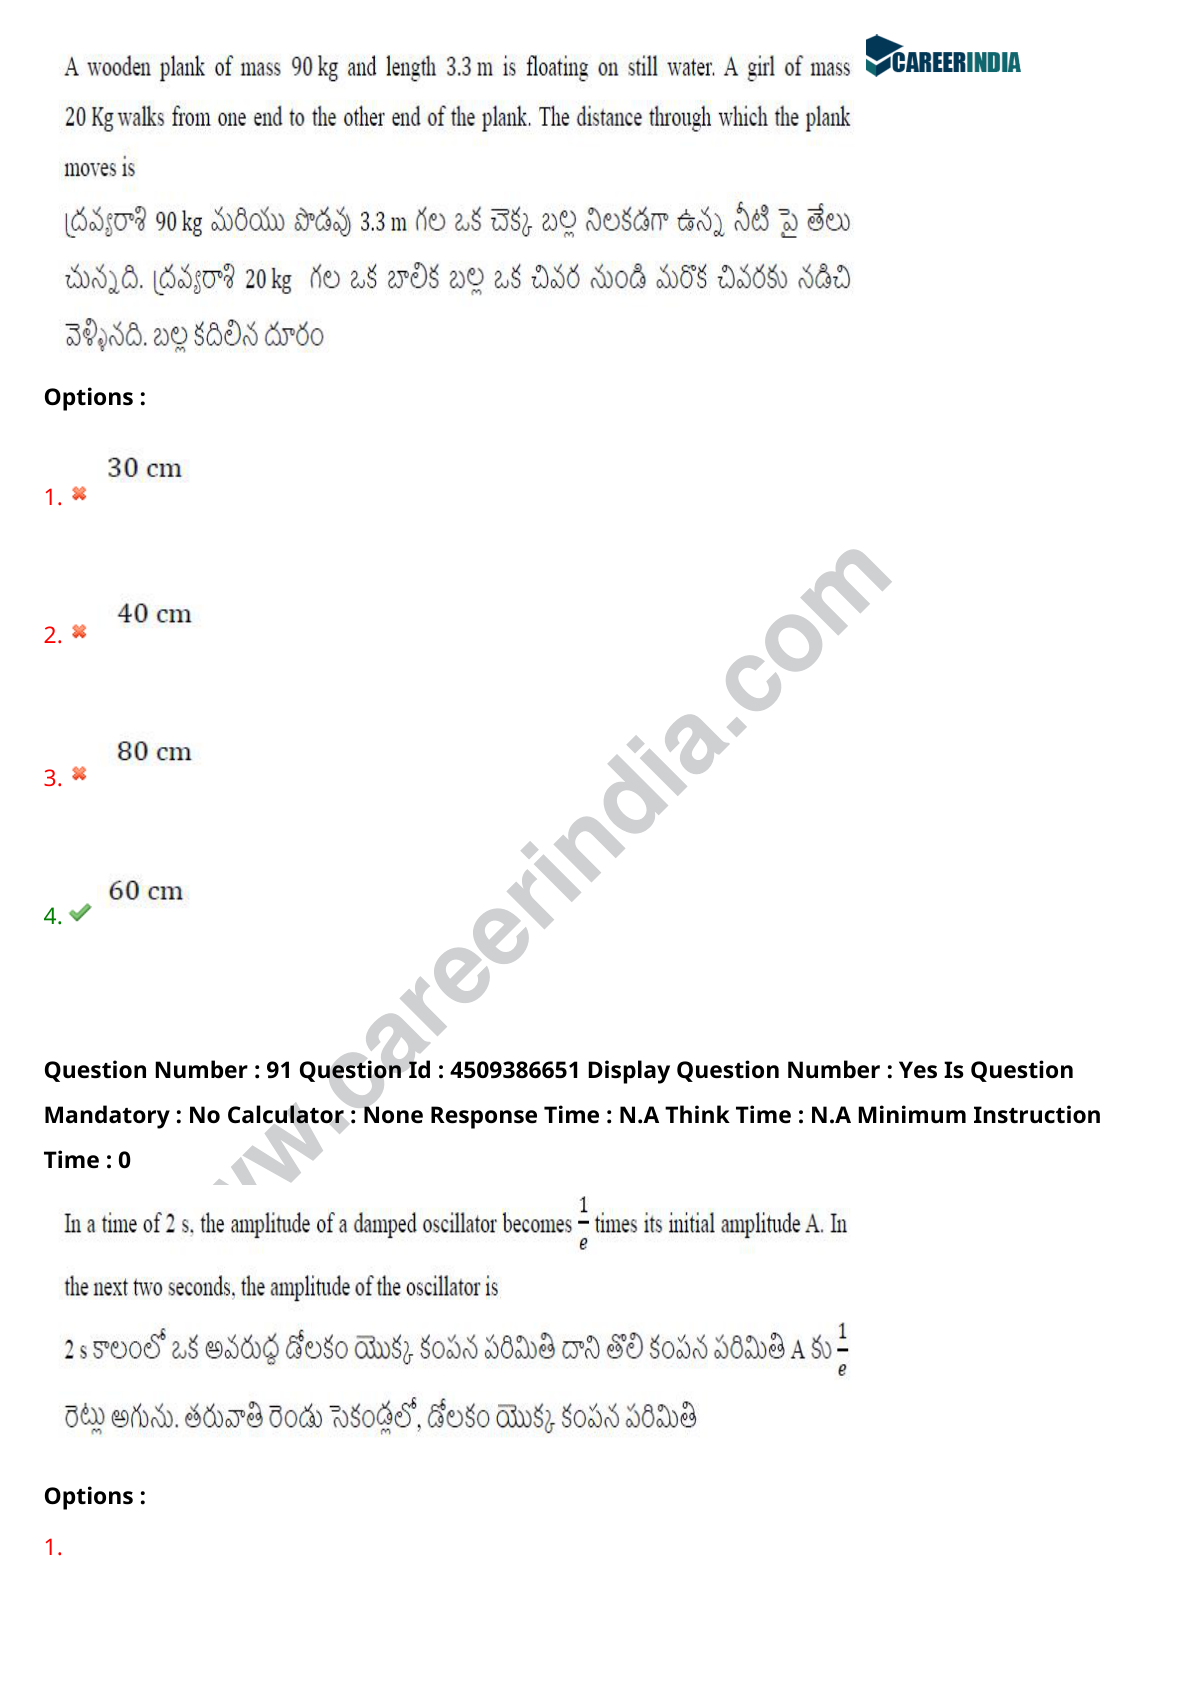 CAREERINDIA
A wooden plank of mass 90 kg and length 3.3 m is floating on still water. A girl of mass
20 Kg walks from one end to the other end of the plank. The distance through which the plank
moves is
ద్రవ్యరాశి 90 kg మరియు పొడవు 3.3 m గల ఒక చెక్క బల్ల నిలకడగా ఉన్న నీటి పై తేలు
చున్నది. ద్రవ్యరాశి 20 kg గల ఒక బాలిక బల్ల ఒక చివర నుండి మరొక చివరకు నడిచి
వెళ్ళినది. బల్ల కదిలిన దూరం
Options :
30 cm
1.
40 cm
2.
80 cm
3.
60 cm
4.
www.careerindia.com
Question Number : 91 Question Id : 4509386651 Display Question Number : Yes Is Question
Mandatory : No Calculator : None Response Time : N.A Think Time : N.A Minimum Instruction
Time : 0
In a time of 2 s, the amplitude of a damped oscillator becomes 1/e times its initial amplitude A. In
the next two seconds, the amplitude of the oscillator is
2 s కాలంలో ఒక అవరుద్ధ డోలకం యొక్క కంపన పరిమితి దాని తొలి కంపన పరిమితి A కు 1/e
రెట్లు అగును. తరువాతి రెండు సెకండ్లలో, డోలకం యొక్క కంపన పరిమితి
Options :
1.